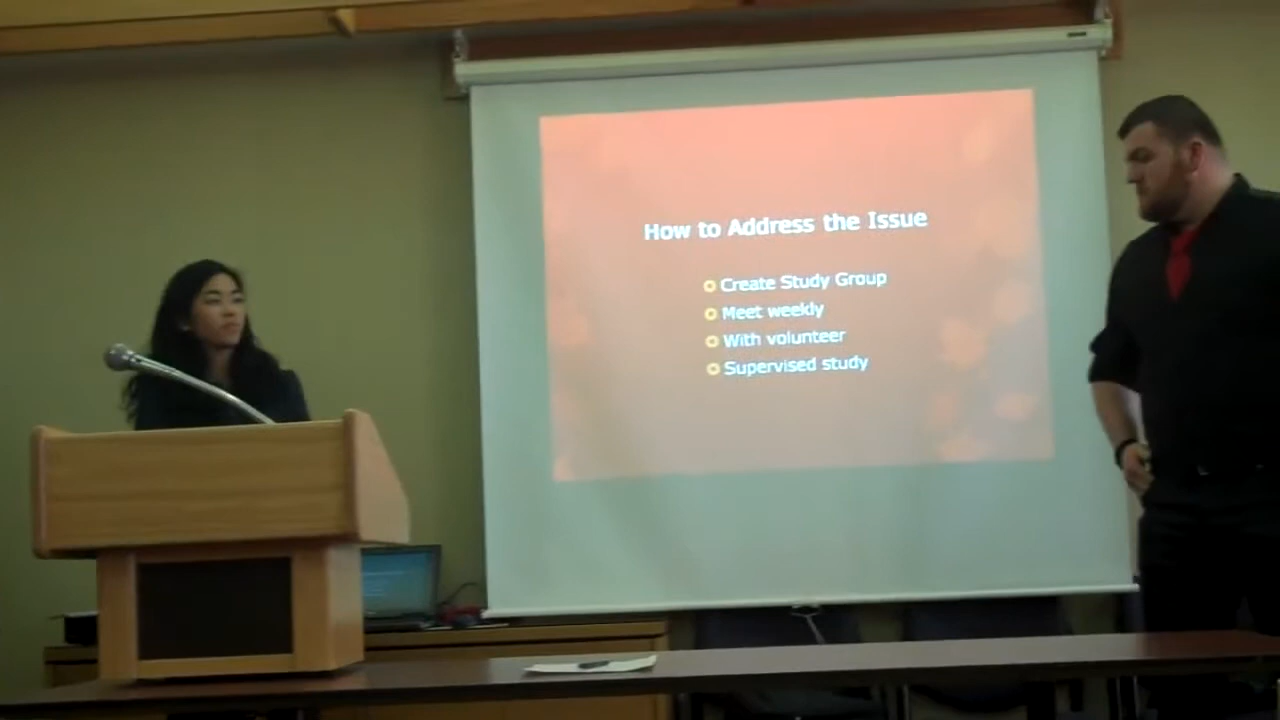 How to Address the Issue
Create Study Group
Meet weekly
With volunteer
Supervised study